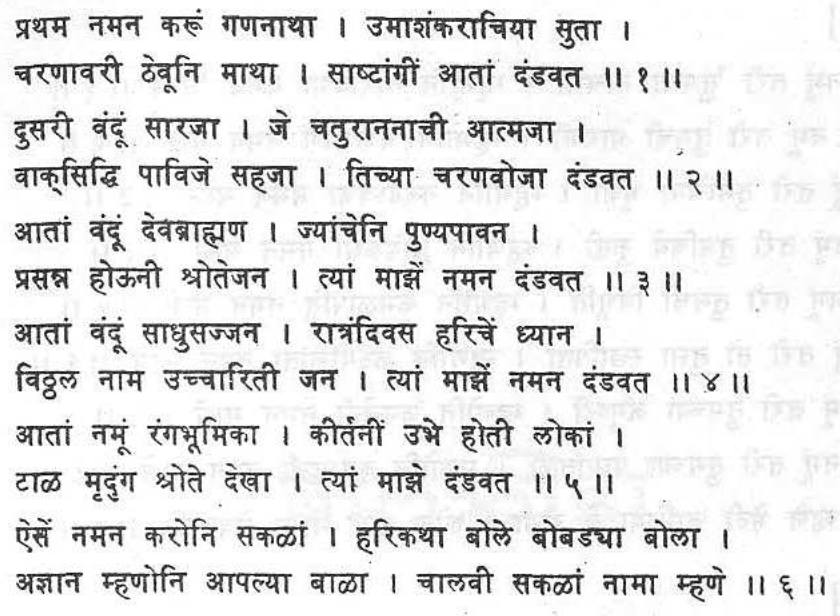 प्रथम नमन करूं गणनाथा । उमाशंकराचिया सुता ।
चरणावरी ठेवूनि माथा । साष्टांगीं आतां दंडवत ॥ १ ॥
दुसरी वंदूं सारजा । जे चतुराननाची आत्मजा ।
वाक्‌सिद्धि पाविजे सहजा । तिच्या चरणवोजा दंडवत ॥ २ ॥
आतां वंदूं देवब्राह्मण । ज्यांचेनि पुण्यपावन ।
प्रसन्न होऊनी श्रोतेजन । त्यां माझें नमन दंडवत ॥ ३ ॥
आतां वंदूं साधुसज्जन । रात्रंदिवस हरिचें ध्यान ।
विठ्ठल नाम उच्चारिती जन । त्यां माझें नमन दंडवत ॥ ४ ॥
आतां नमूं रंगभूमिका । कीर्तनीं उभे होती लोकां ।
टाळ मृदुंग श्रोते देखा । त्यां माझें दंडवत ॥ ५ ॥
ऐसें नमन करोनि सकळां । हरिकथा बोले बोबड्या बोला ।
अज्ञान म्हणोनि आपल्या बाळा । चालवी सकळां नामा म्हणे ॥ ६ ॥